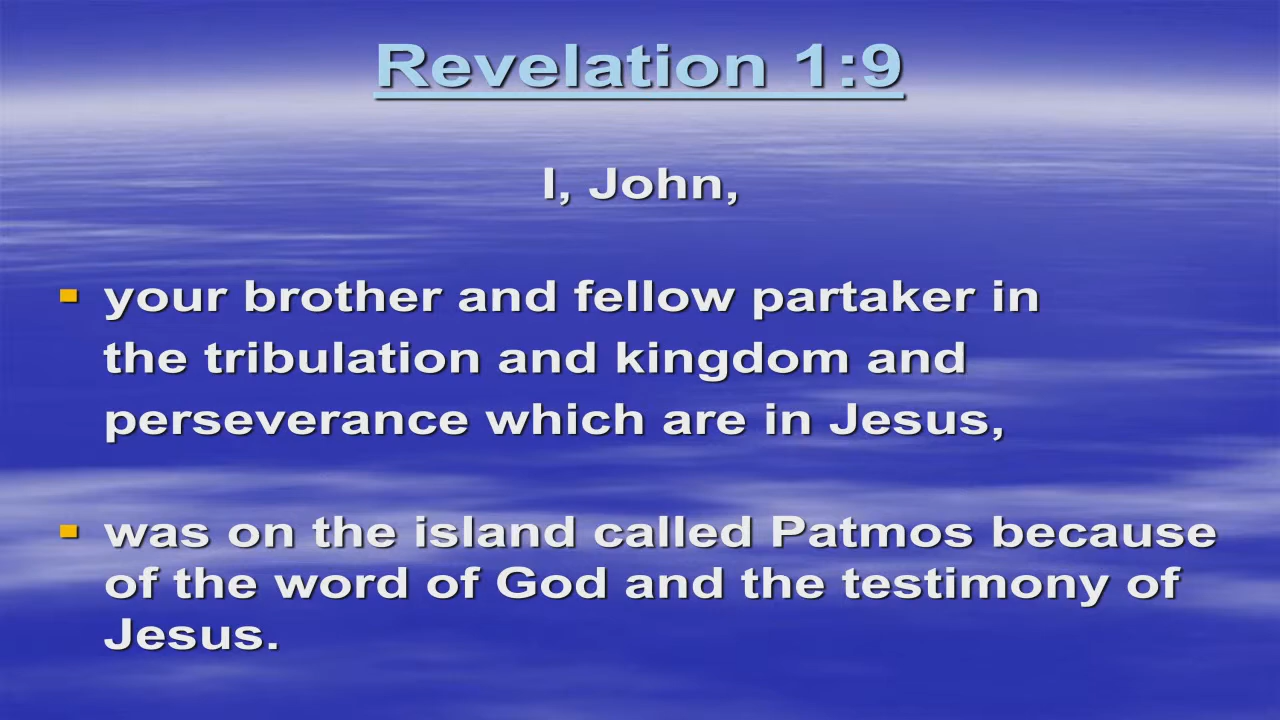 Revelation 1:9
I, John,
▪ your brother and fellow partaker in
the tribulation and kingdom and
perseverance which are in Jesus,
▪ was on the island called Patmos because
of the word of God and the testimony of
Jesus.